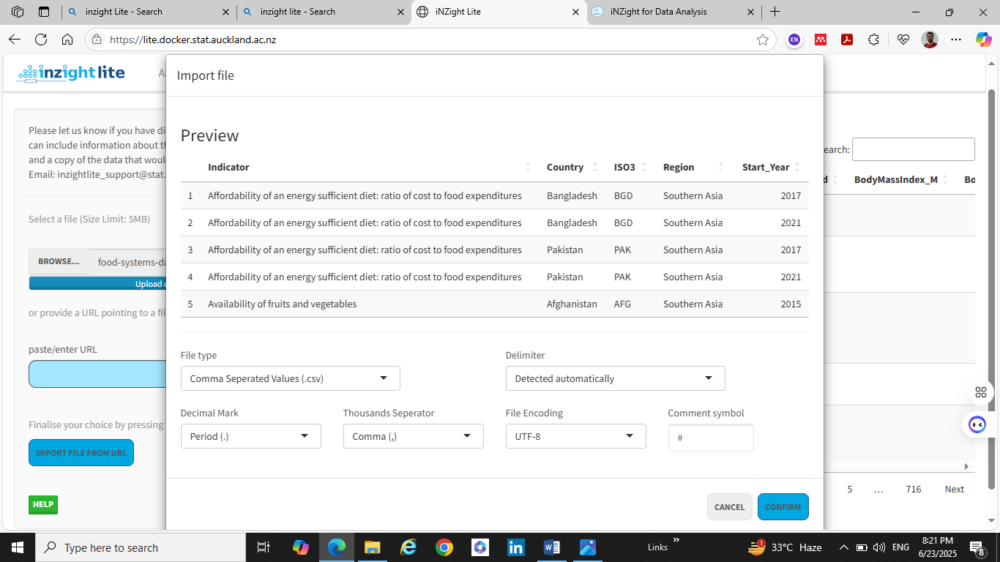 inzight Lite - Search
inzight lite - Search
iNZight Lite
iNZight for Data Analysis
https://lite.docker.stat.auckland.ac.nz
EN
inzight lite
Import file
Please let us know if you have di
can include information about th
and a copy of the data that woul
Email: inzightlite_support@stat.
Select a file (Size Limit: 5MB)
BROWSE... food-systems-da
Upload
or provide a URL pointing to a fil
paste/enter URL
Finalise your choice by pressing
IMPORT FILE FROM URL
HELP
Preview
Indicator Country ISO3 Region Start_Year
1 Affordability of an energy sufficient diet: ratio of cost to food expenditures Bangladesh BGD Southern Asia 2017
2 Affordability of an energy sufficient diet: ratio of cost to food expenditures Bangladesh BGD Southern Asia 2021
3 Affordability of an energy sufficient diet: ratio of cost to food expenditures Pakistan PAK Southern Asia 2017
4 Affordability of an energy sufficient diet: ratio of cost to food expenditures Pakistan PAK Southern Asia 2021
5 Availability of fruits and vegetables Afghanistan AFG Southern Asia 2015
File type Delimiter
Comma Seperated Values (.csv) Detected automatically
Decimal Mark Thousands Seperator File Encoding Comment symbol
Period (.) Comma (,) UTF-8 #
CANCEL CONFIRM
earch:
d BodyMassIndex_M Bo
5 ... 716 Next
Type here to search
Links
33°C Haze
ENG
8:21 PM
6/23/2025
8